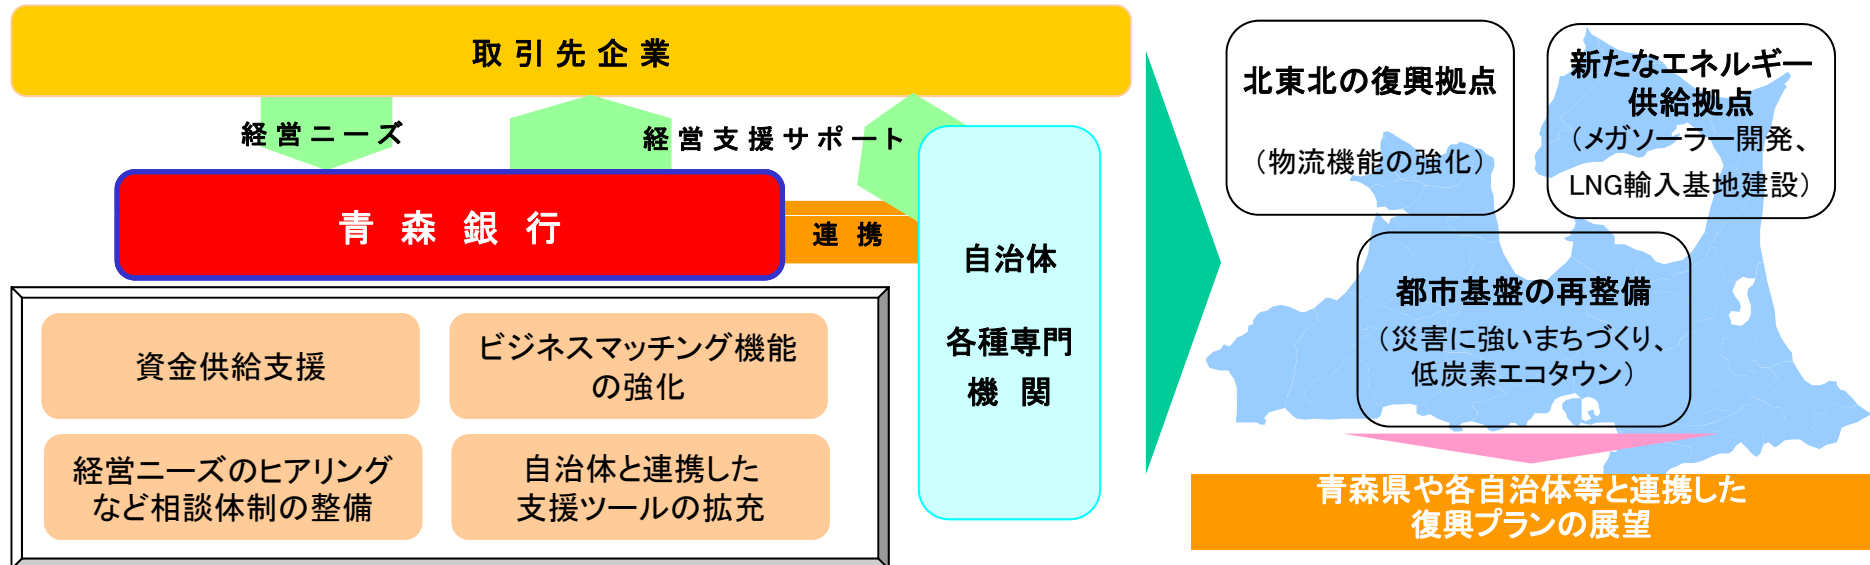 取引先企業
経営ニーズ
経営支援サポート
青森銀行
連携
自治体
各種専門
機関
資金供給支援
ビジネスマッチング機能
の強化
経営ニーズのヒアリング
など相談体制の整備
自治体と連携した
支援ツールの拡充
北東北の復興拠点
（物流機能の強化）
新たなエネルギー
供給拠点
（メガソーラー開発、
LNG輸入基地建設）
都市基盤の再整備
（災害に強いまちづくり、
低炭素エコタウン）
青森県や各自治体等と連携した
復興プランの展望